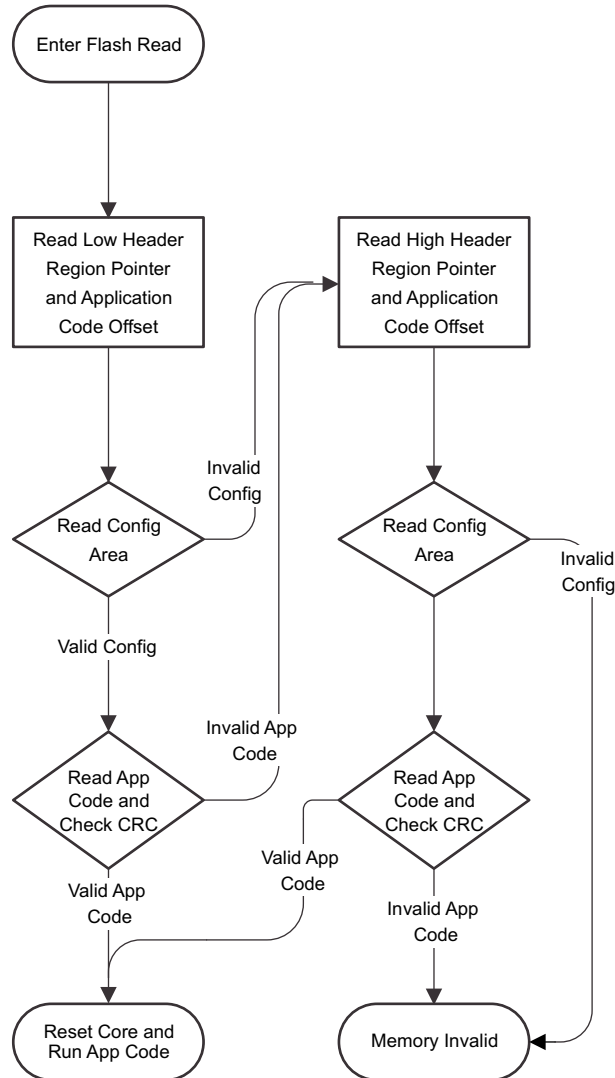 Enter Flash Read
Read Low Header
Region Pointer
and Application
Code Offset
Read High Header
Region Pointer
and Application
Code Offset
Invalid
Config
Read Config
Area
Read Config
Area
Invalid
Config
Valid Config
Invalid App
Code
Read App
Code and
Check CRC
Read App
Code and
Check CRC
Valid App
Code
Valid App
Code
Invalid App
Code
Reset Core and
Run App Code
Memory Invalid